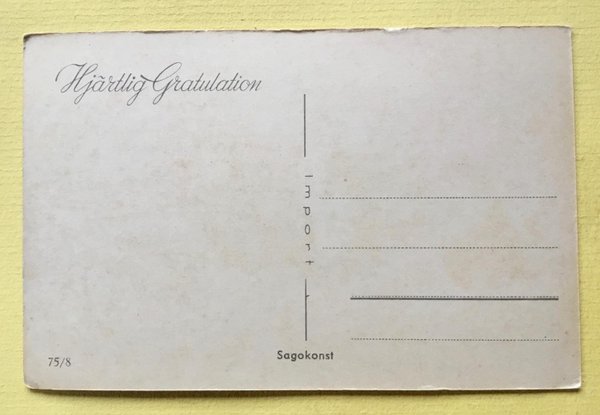 Hjärtlig Gratulation
Import
Sagokonst
75/8